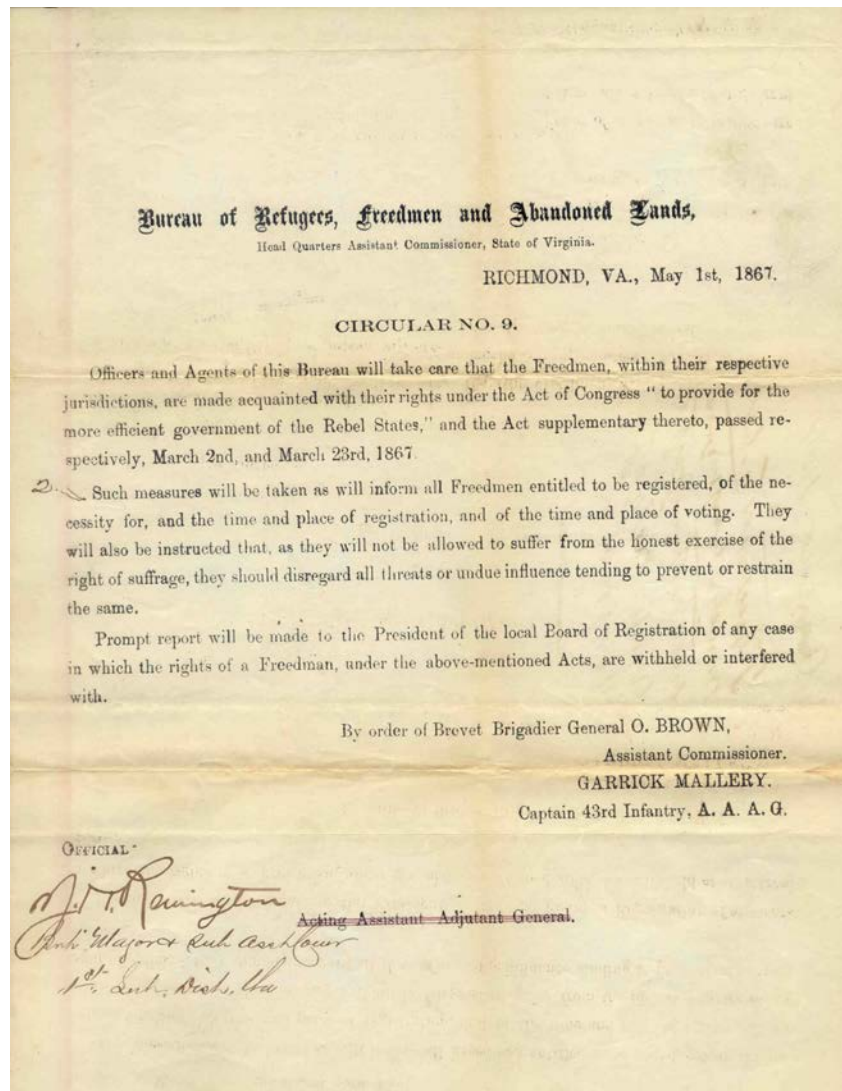 Bureau of Refugees, Freedmen and Abandoned Lands,
Head Quarters Assistant Commissioner, State of Virginia.
RICHMOND, VA., May 1st, 1867.
CIRCULAR NO. 9.
Officers and Agents of this Bureau will take care that the Freedmen, within their respective
jurisdictions, are made acquainted with their rights under the Act of Congress " to provide for the
more efficient government of the Rebel States," and the Act supplementary thereto, passed re-
spectively, March 2nd, and March 23rd, 1867.
2. Such measures will be taken as will inform all Freedmen entitled to be registered, of the ne-
cessity for, and the time and place of registration, and of the time and place of voting. They
will also be instructed that, as they will not be allowed to suffer from the honest exercise of the
right of suffrage, they should disregard all threats or undue influence tending to prevent or restrain
the same.
Prompt report will be made to the President of the local Board of Registration of any case
in which the rights of a Freedman, under the above-mentioned Acts, are withheld or interfered
with.
By order of Brevet Brigadier General O. BROWN,
Assistant Commissioner.
GARRICK MALLERY.
Captain 43rd Infantry, A. A. A. G.
OFFICIAL:
Remington
Acting Assistant Adjutant General.
Major & Sub Asst Comr
1st Sub. Dist. Va